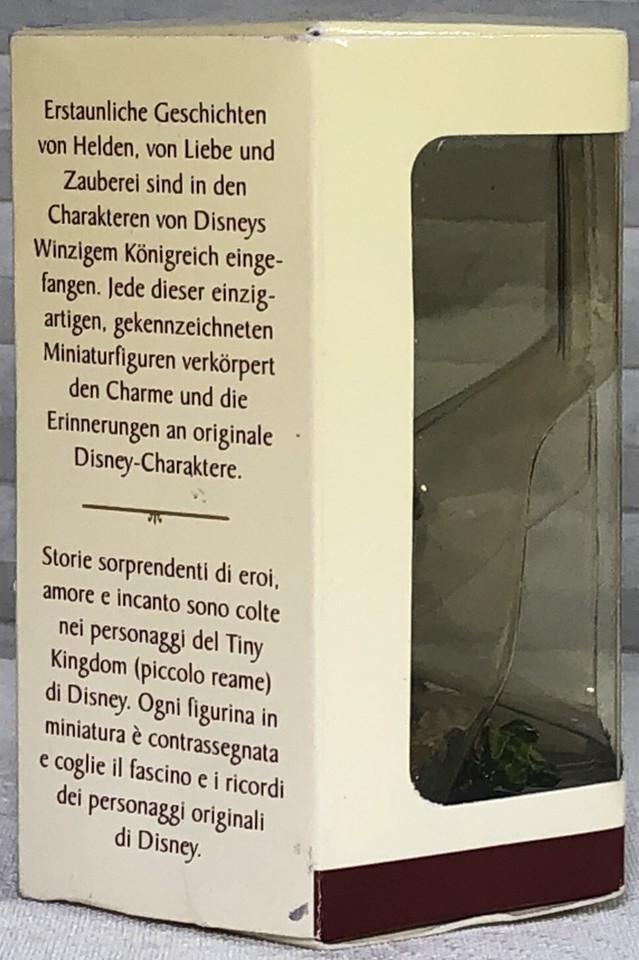 Erstaunliche Geschichten
von Helden, von Liebe und
Zauberei sind in den
Charakteren von Disneys
Winzigem Königreich einge-
fangen. Jede dieser einzig-
artigen, gekennzeichneten
Miniaturfiguren verkörpert
den Charme und die
Erinnerungen an originale
Disney-Charaktere.
Storie sorprendenti di eroi,
amore e incanto sono colte
nei personaggi del Tiny
Kingdom (piccolo reame)
di Disney. Ogni figurina in
miniatura è contrassegnata
e coglie il fascino e i ricordi
dei personaggi originali
di Disney.